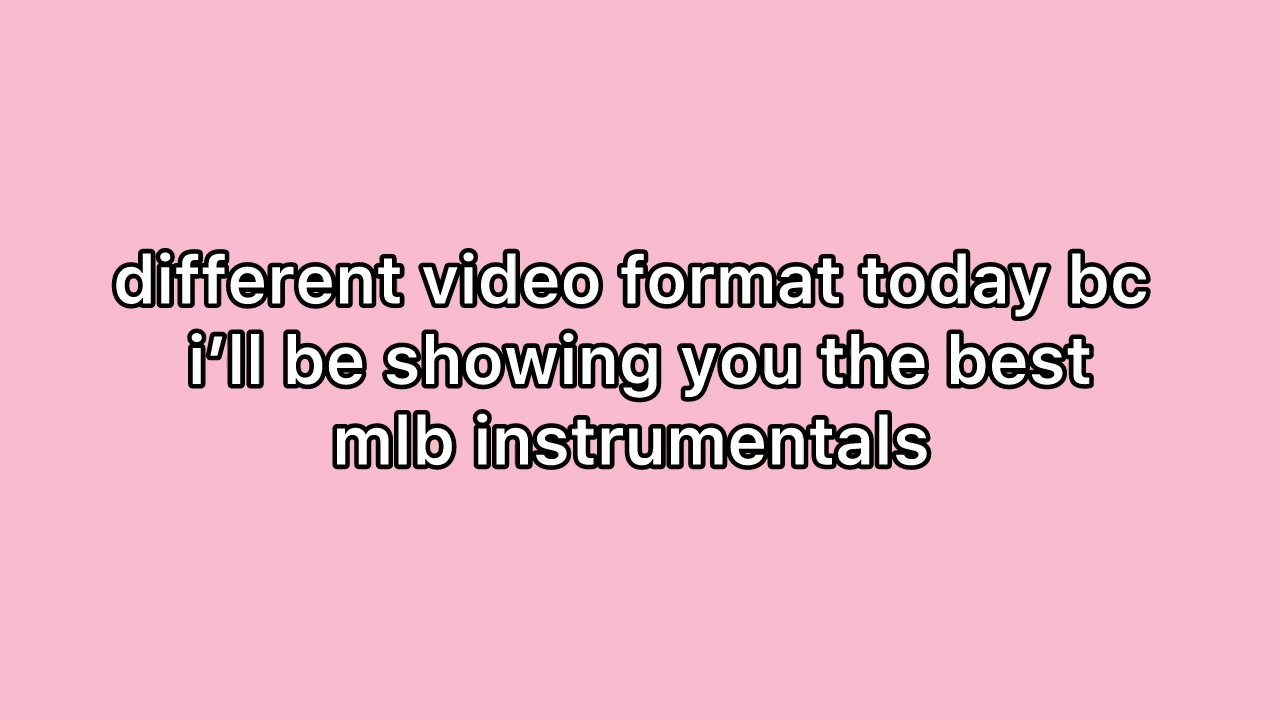 different video format today bc
i’ll be showing you the best
mlb instrumentals